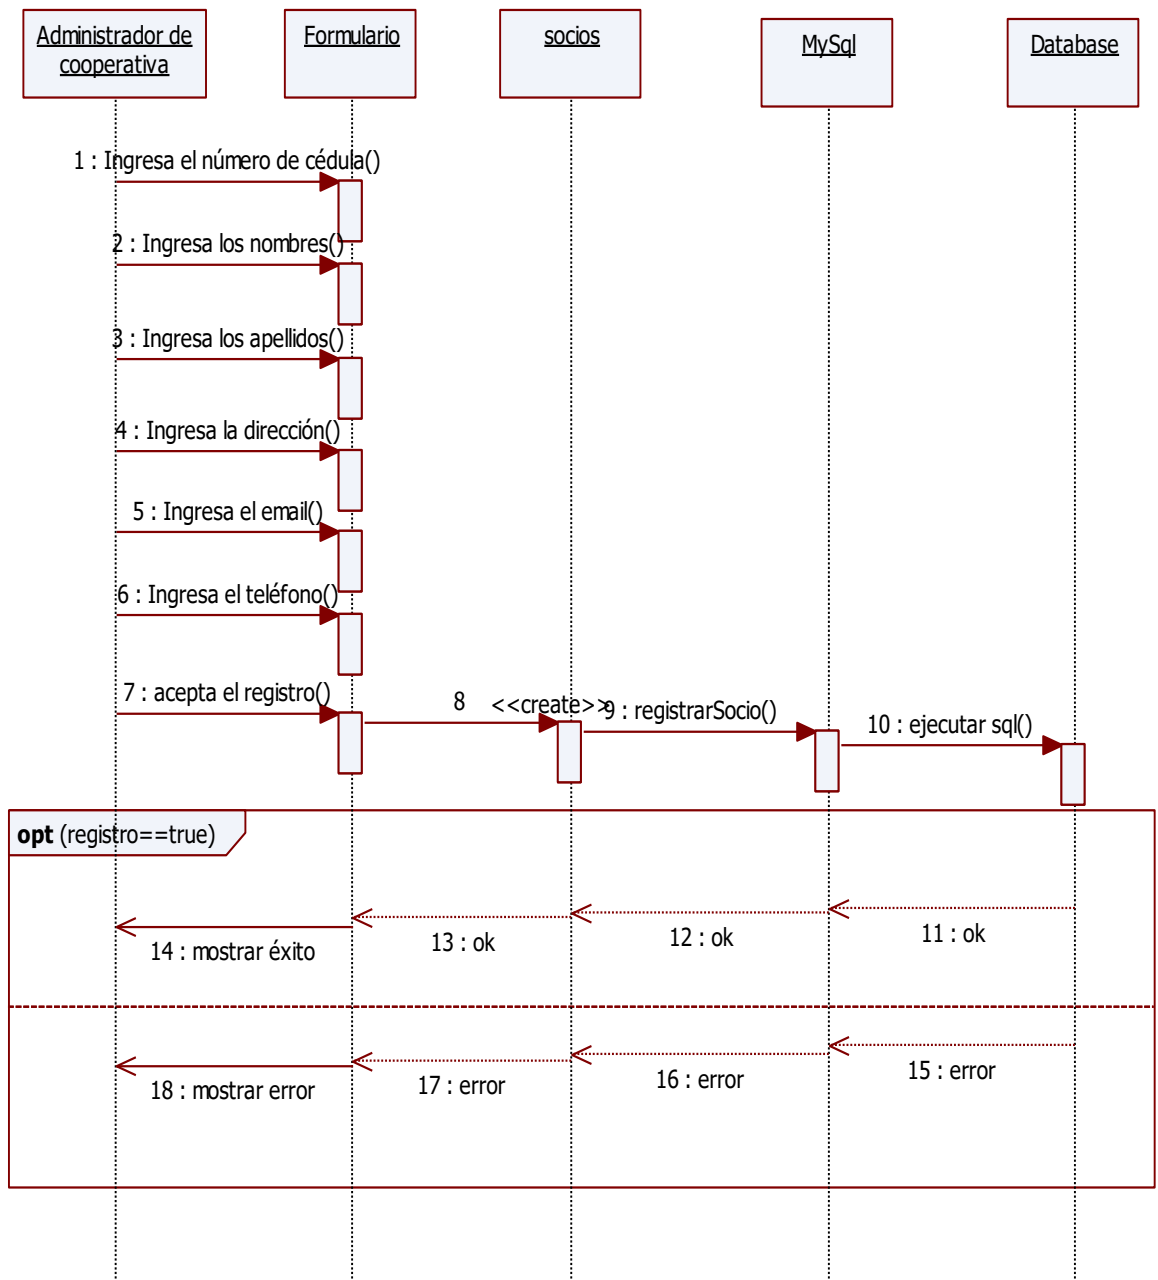 Administrador de
cooperativa
Formulario
socios
MySql
Database
1 : Ingresa el número de cédula()
2 : Ingresa los nombres()
3 : Ingresa los apellidos()
4 : Ingresa la dirección()
5 : Ingresa el email()
6 : Ingresa el teléfono()
7 : acepta el registro()
8 <<create>>
9 : registrarSocio()
10 : ejecutar sql()
opt (registro==true)
11 : ok
12 : ok
13 : ok
14 : mostrar éxito
15 : error
16 : error
17 : error
18 : mostrar error